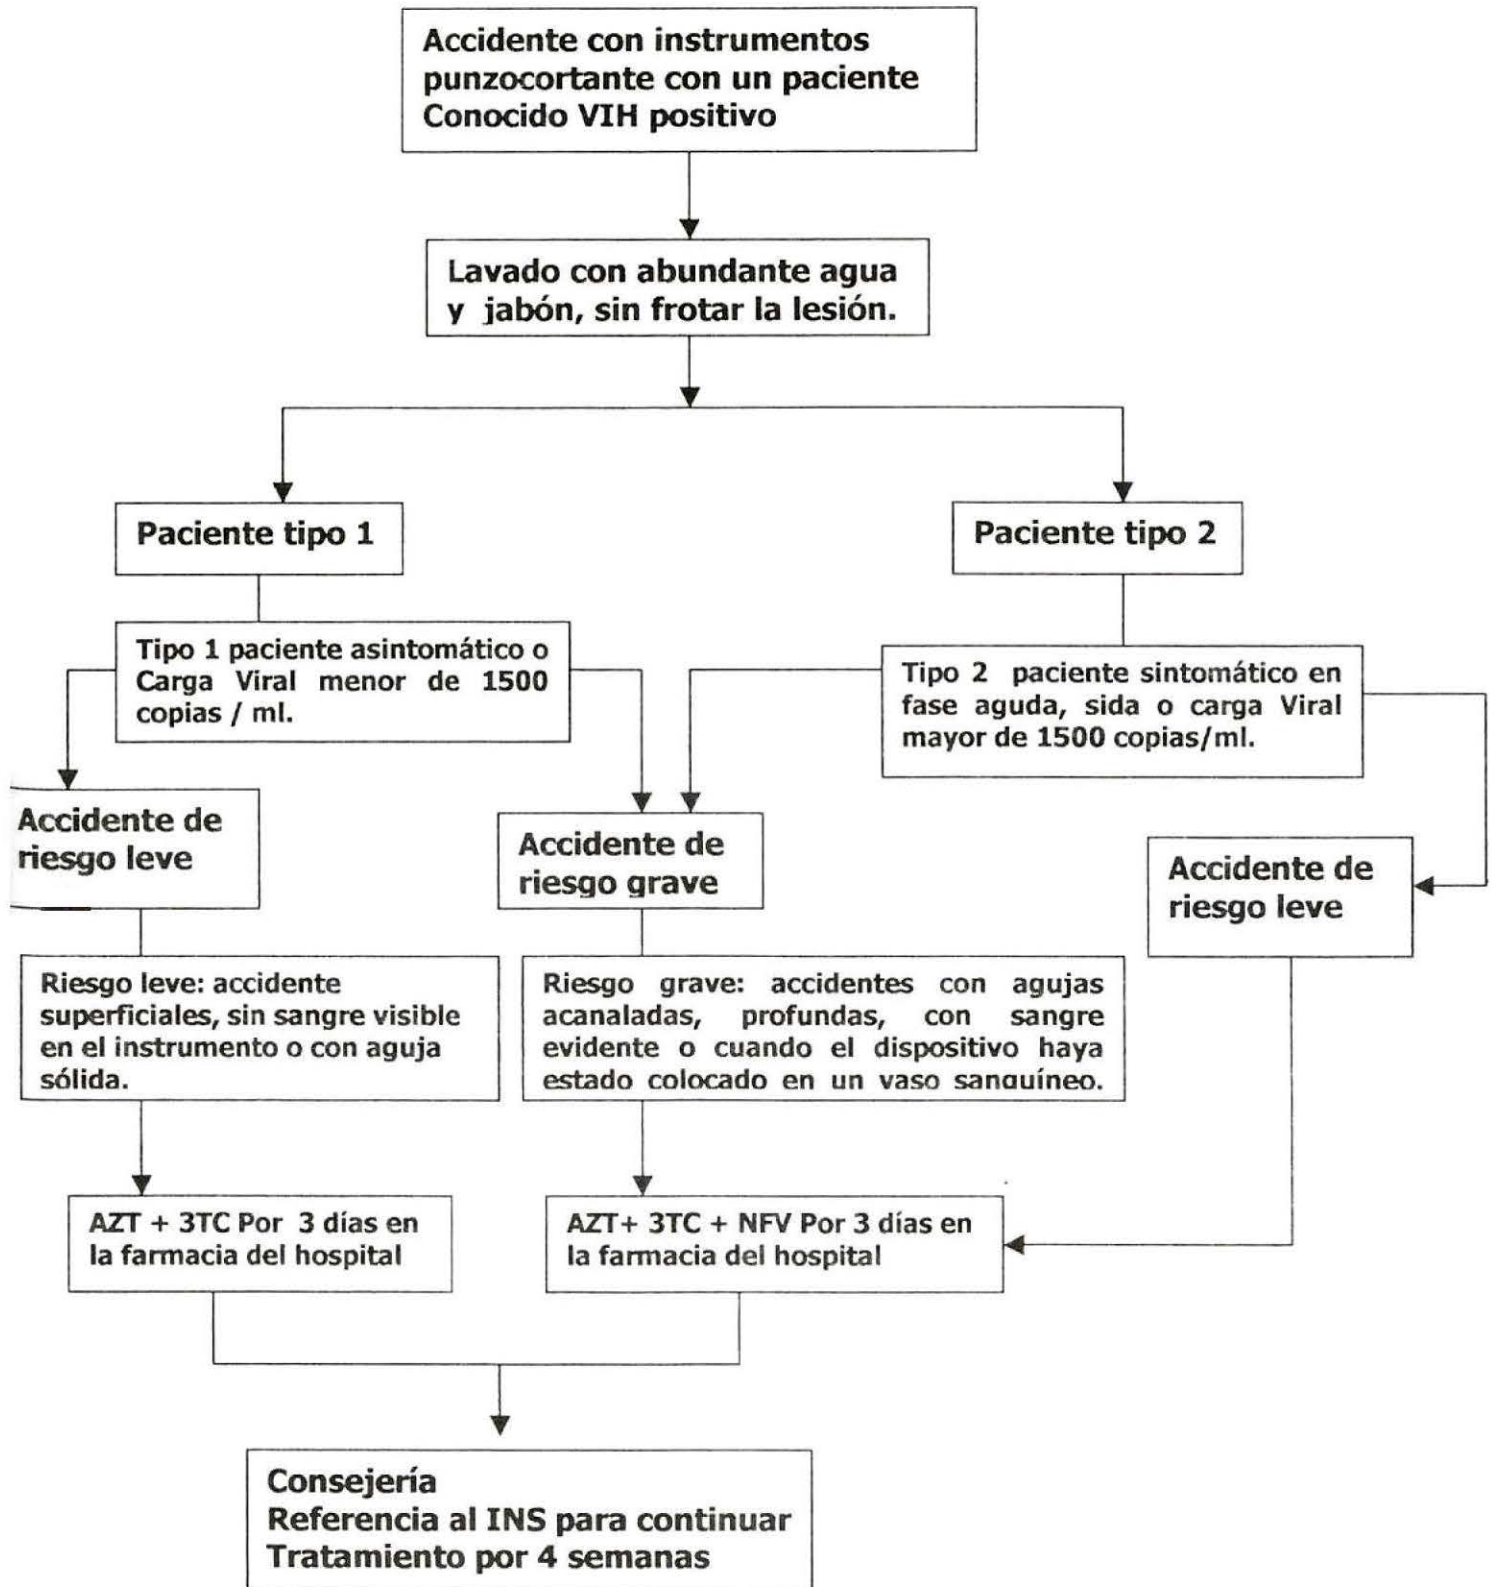 Accidente con instrumentos
punzocortante con un paciente
Conocido VIH positivo
Lavado con abundante agua
y jabón, sin frotar la lesión.
Paciente tipo 1
Paciente tipo 2
Tipo 1 paciente asintomático o
Carga Viral menor de 1500
copias / ml.
Tipo 2 paciente sintomático en
fase aguda, sida o carga Viral
mayor de 1500 copias/ml.
Accidente de
riesgo leve
Accidente de
riesgo grave
Accidente de
riesgo leve
Riesgo leve: accidente
superficiales, sin sangre visible
en el instrumento o con aguja
sólida.
Riesgo grave: accidentes con agujas
acanaladas, profundas, con sangre
evidente o cuando el dispositivo haya
estado colocado en un vaso sanguíneo.
AZT + 3TC Por 3 días en
la farmacia del hospital
AZT+ 3TC + NFV Por 3 días en
la farmacia del hospital
Consejería
Referencia al INS para continuar
Tratamiento por 4 semanas